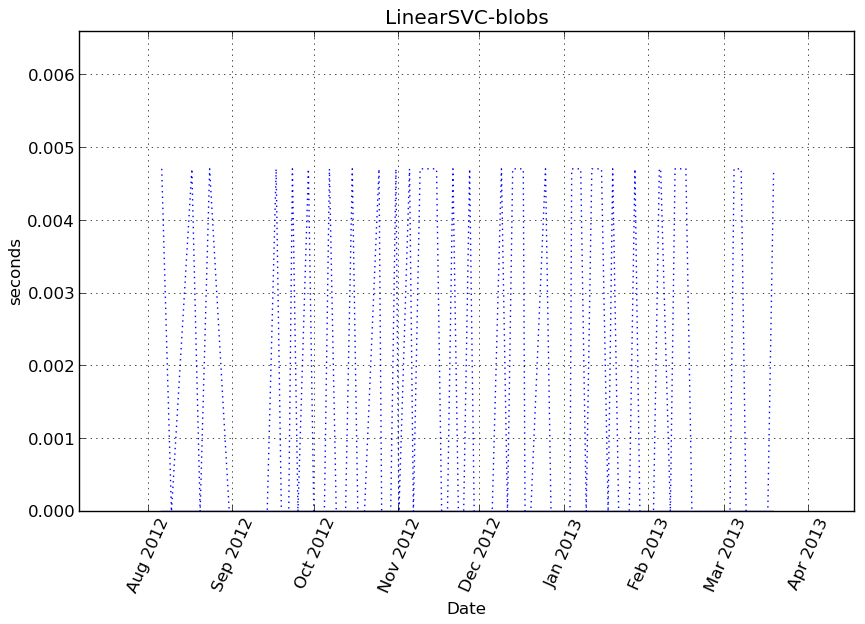 LinearSVC-blobs
0.006
0.005
0.004
0.003
0.002
0.001
0.000
seconds
Aug 2012
Sep 2012
Oct 2012
Nov 2012
Dec 2012
Jan 2013
Feb 2013
Mar 2013
Apr 2013
Date